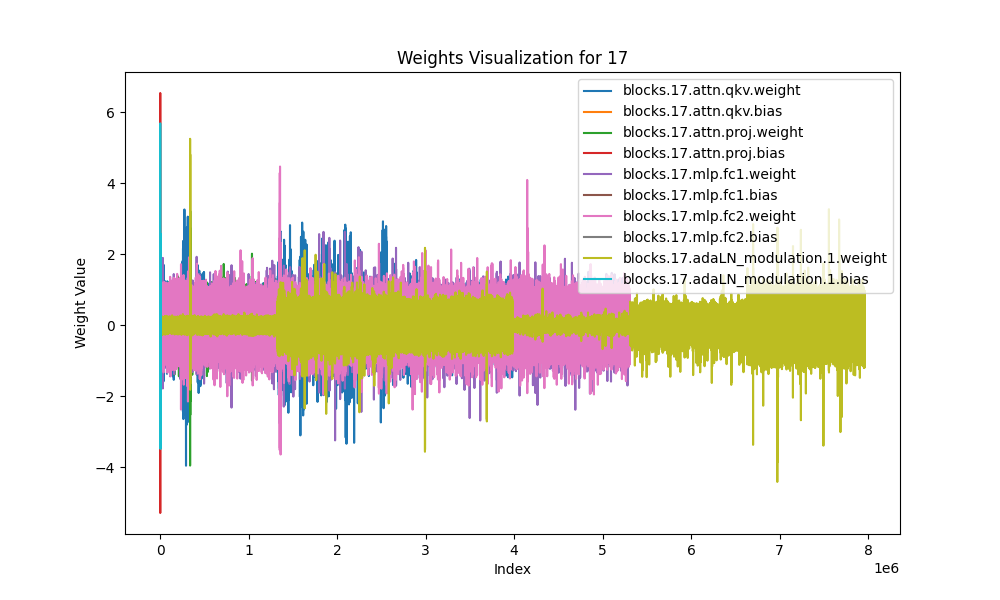 Weights Visualization for 17
blocks.17.attn.qkv.weight
blocks.17.attn.qkv.bias
blocks.17.attn.proj.weight
blocks.17.attn.proj.bias
blocks.17.mlp.fc1.weight
blocks.17.mlp.fc1.bias
blocks.17.mlp.fc2.weight
blocks.17.mlp.fc2.bias
blocks.17.adaLN_modulation.1.weight
blocks.17.adaLN_modulation.1.bias
Weight Value
6
4
2
0
−2
−4
0 1 2 3 4 5 6 7 8
1e6
Index